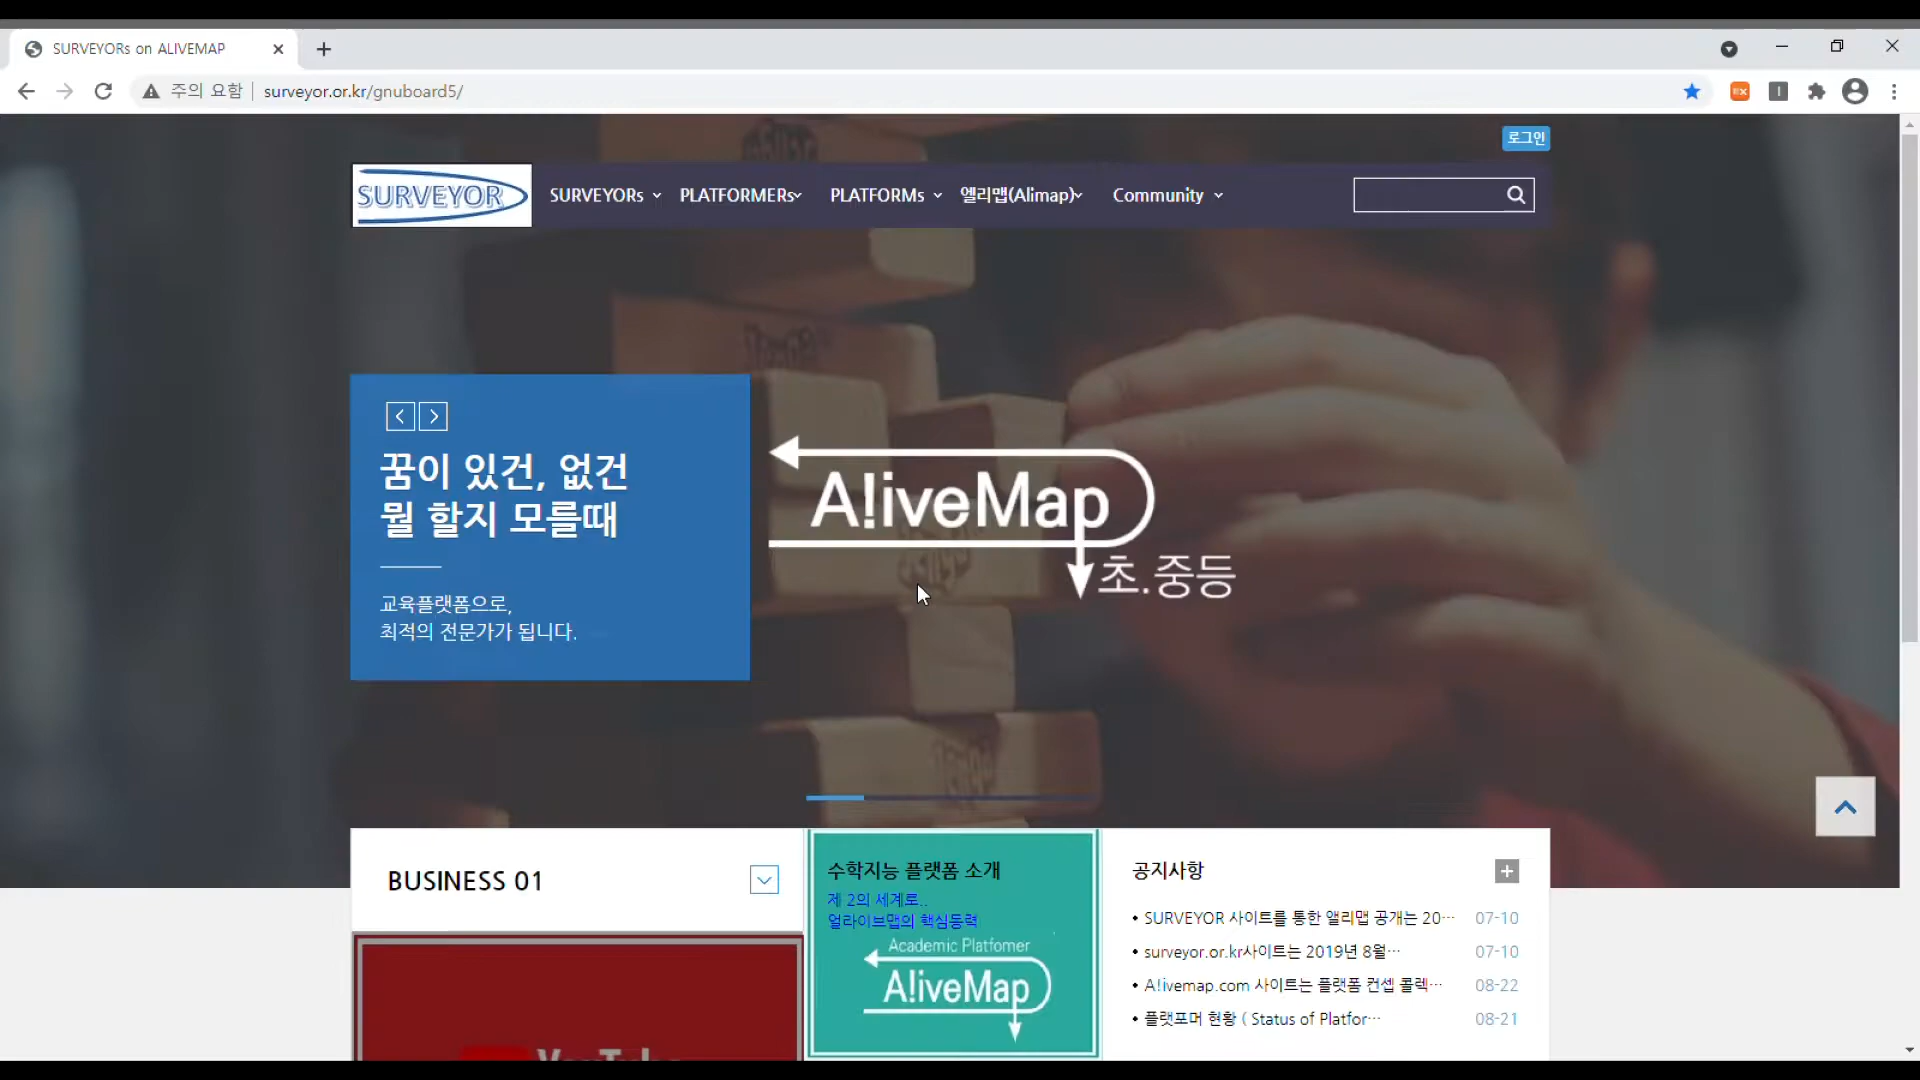 SURVEYORs on ALIVEMAP
주의 요함
surveyor.or.kr/gnuboard5/
로그인
SURVEYOR
SURVEYORs
PLATFORMERs
PLATFORMs
엘리맵(Alimap)
Community
꿈이 있건, 없건
뭘 할지 모를때
교육플랫폼으로,
최적의 전문가가 됩니다.
A!iveMap
초.중등
BUSINESS 01
수학지능 플랫폼 소개
제 2의 세계로..
얼라이브맵의 핵심동력
Academic Platfomer
A!iveMap
공지사항
• SURVEYOR 사이트를 통한 앨리맵 공개는 20… 07-10
• surveyor.or.kr사이트는 2019년 8월… 07-10
• A!ivemap.com 사이트는 플랫폼 컨셉 콜렉… 08-22
• 플랫포머 현황 ( Status of Platfor… 08-21
YouTube